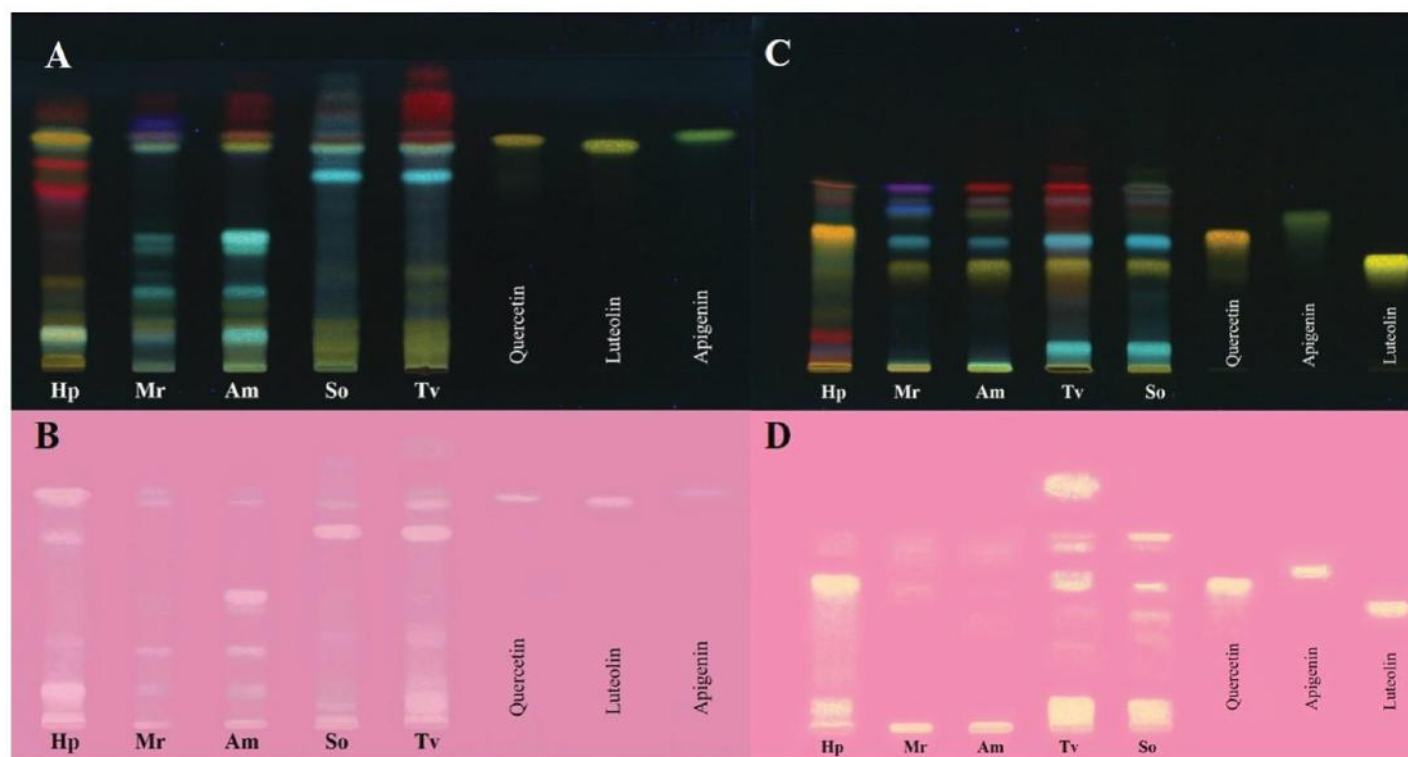 A
Hp Mr Am So Tv Quercetin Luteolin Apigenin
C
Hp Mr Am Tv So Quercetin Apigenin Luteolin
B
Hp Mr Am So Tv Quercetin Luteolin Apigenin
D
Hp Mr Am Tv So Quercetin Apigenin Luteolin